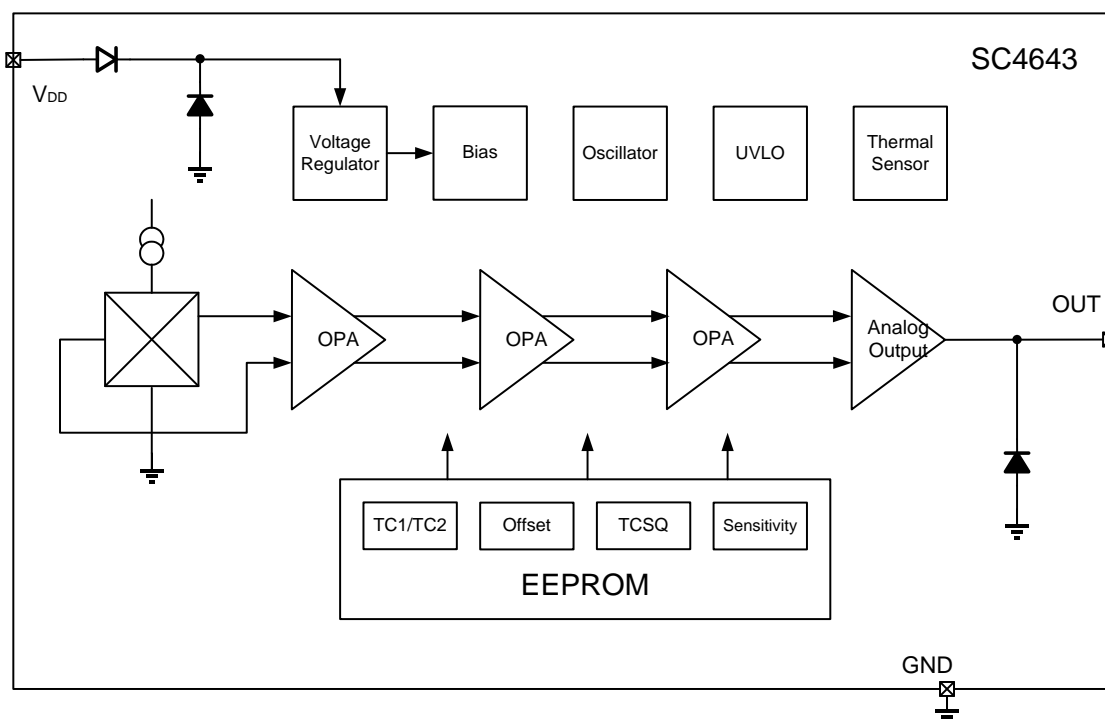 SC4643
VDD
Voltage
Regulator
Bias
Oscillator
UVLO
Thermal
Sensor
OPA
OPA
OPA
Analog
Output
OUT
TC1/TC2
Offset
TCSQ
Sensitivity
EEPROM
GND